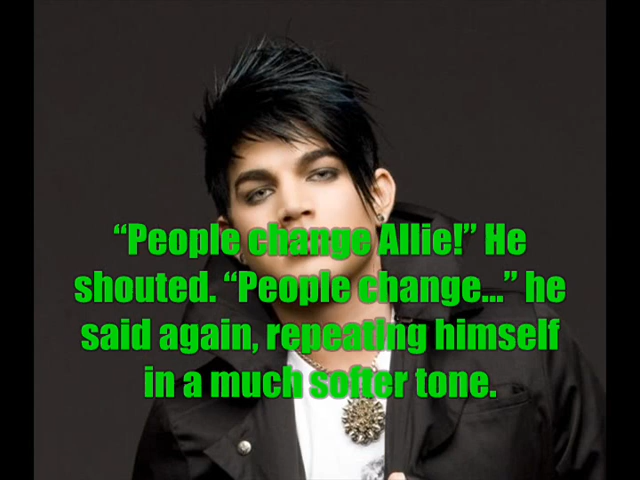 “People change Allie!” He
shouted. “People change...” he
said again, repeating himself
in a much softer tone.